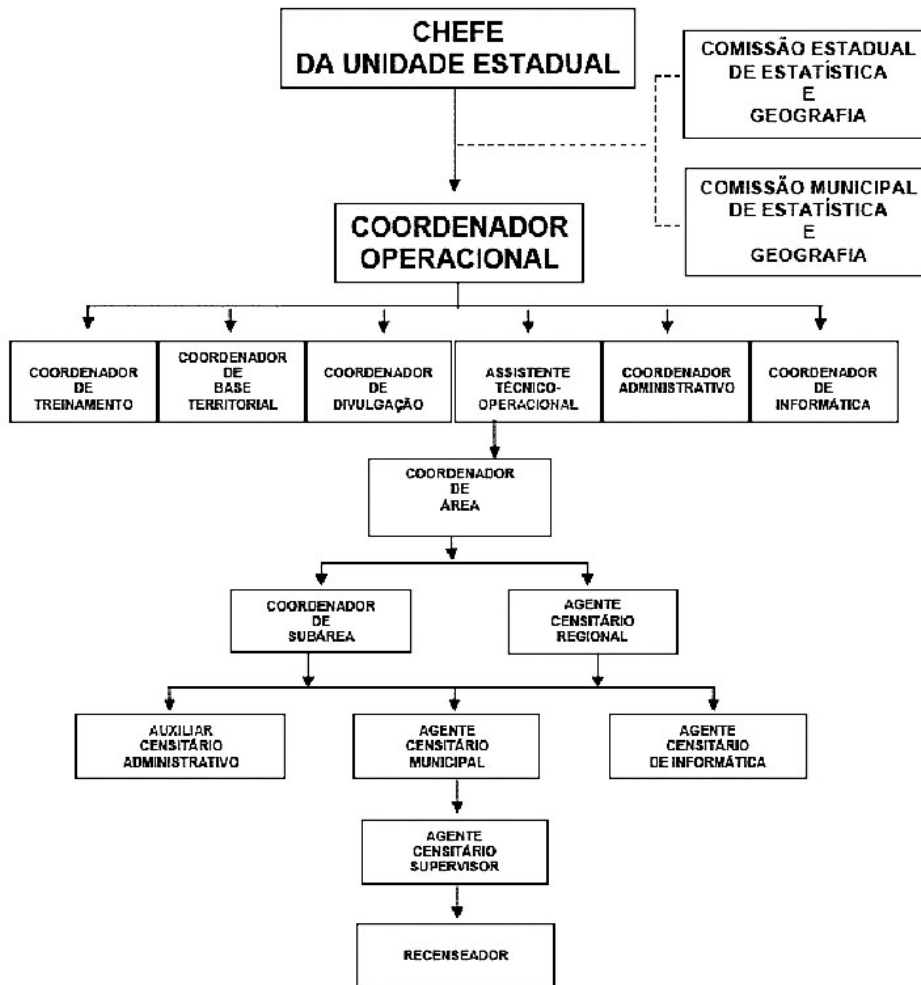 CHEFE
DA UNIDADE ESTADUAL
COMISSÃO ESTADUAL
DE ESTATÍSTICA
E
GEOGRAFIA
COMISSÃO MUNICIPAL
DE ESTATÍSTICA
E
GEOGRAFIA
COORDENADOR
OPERACIONAL
COORDENADOR
DE
TREINAMENTO
COORDENADOR
DE
BASE
TERRITORIAL
COORDENADOR
DE
DIVULGAÇÃO
ASSISTENTE
TÉCNICO-
OPERACIONAL
COORDENADOR
ADMINISTRATIVO
COORDENADOR
DE
INFORMÁTICA
COORDENADOR
DE
ÁREA
COORDENADOR
DE
SUBÁREA
AGENTE
CENSITÁRIO
REGIONAL
AUXILIAR
CENSITÁRIO
ADMINISTRATIVO
AGENTE
CENSITÁRIO
MUNICIPAL
AGENTE
CENSITÁRIO
DE INFORMÁTICA
AGENTE
CENSITÁRIO
SUPERVISOR
RECENSEADOR